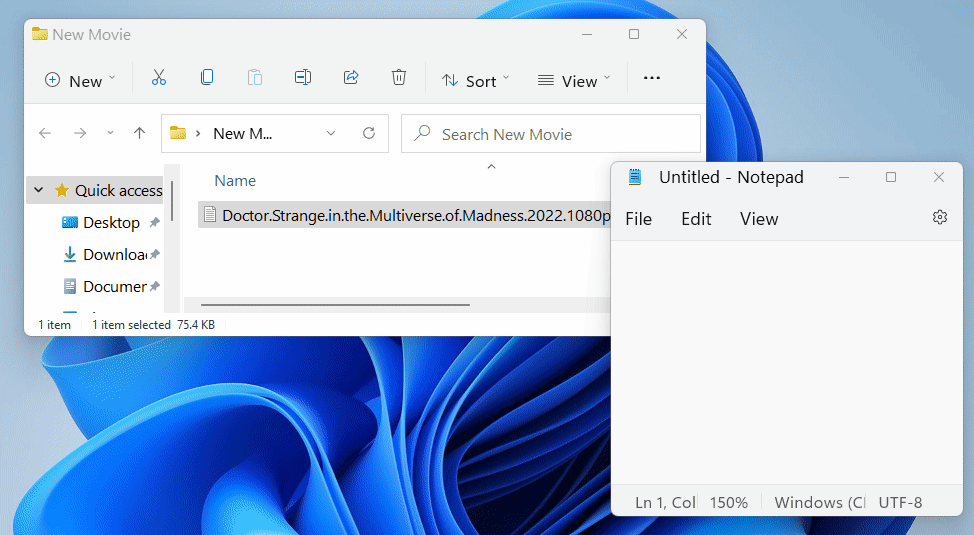 New Movie
New
Sort
View
New M...
Search New Movie
Name
Quick access
Desktop
Doctor.Strange.in.the.Multiverse.of.Madness.2022.1080p
Downloa
Documen
1 item
1 item selected 75.4 KB
Untitled - Notepad
File
Edit
View
Ln 1, Col
150%
Windows (C
UTF-8